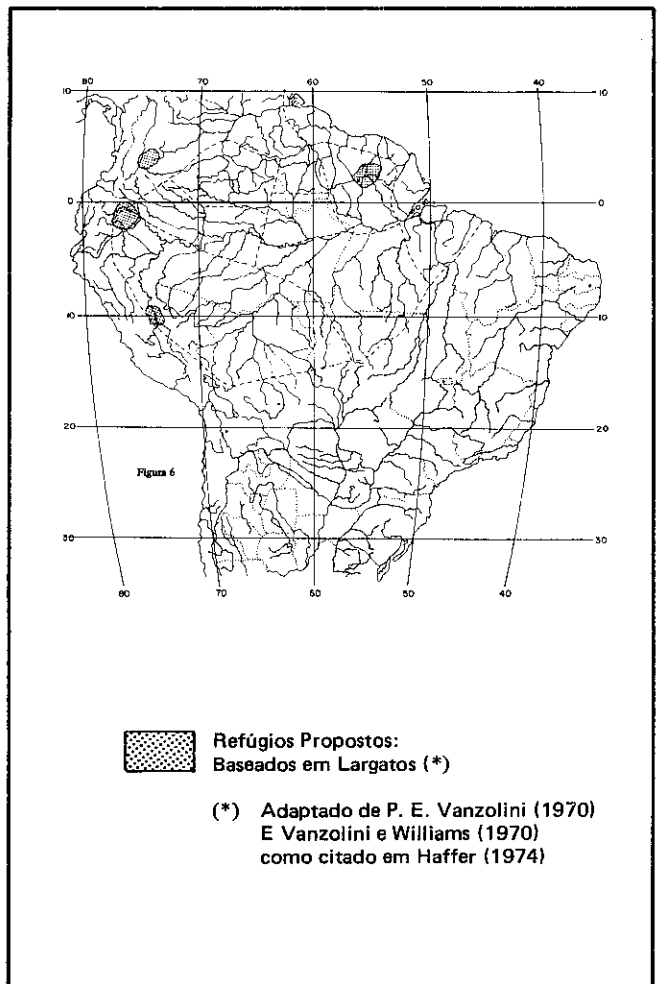 80 70 60 50 40
10 10
0 0
10 10
20 20
Figura 6
30 30
80 70 60 50 40
Refúgios Propostos:
Baseados em Largatos (*)
(*) Adaptado de P. E. Vanzolini (1970)
E Vanzolini e Williams (1970)
como citado em Haffer (1974)